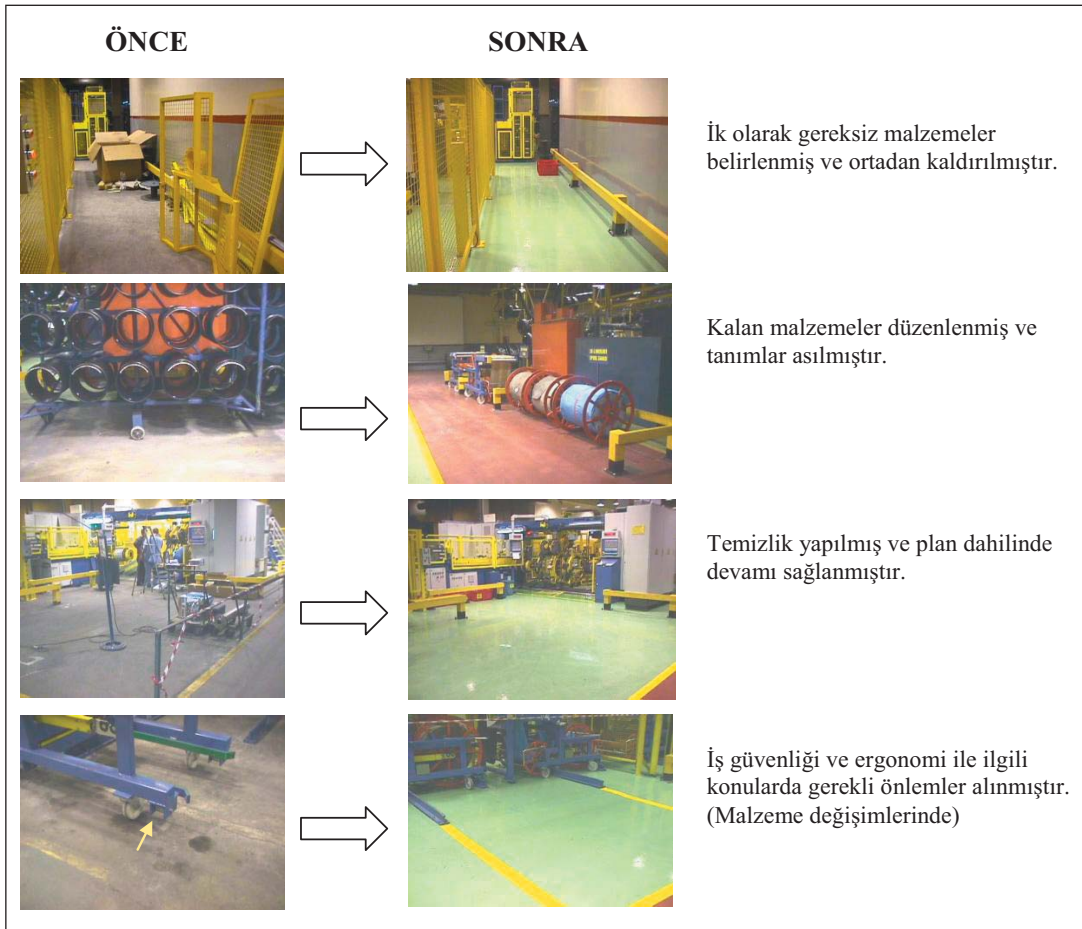 ÖNCE
SONRA
İk olarak gereksiz malzemeler
belirlenmiş ve ortadan kaldırılmıştır.
Kalan malzemeler düzenlenmiş ve
tanımlar asılmıştır.
Temizlik yapılmış ve plan dahilinde
devamı sağlanmıştır.
İş güvenliği ve ergonomi ile ilgili
konularda gerekli önlemler alınmıştır.
(Malzeme değişimlerinde)